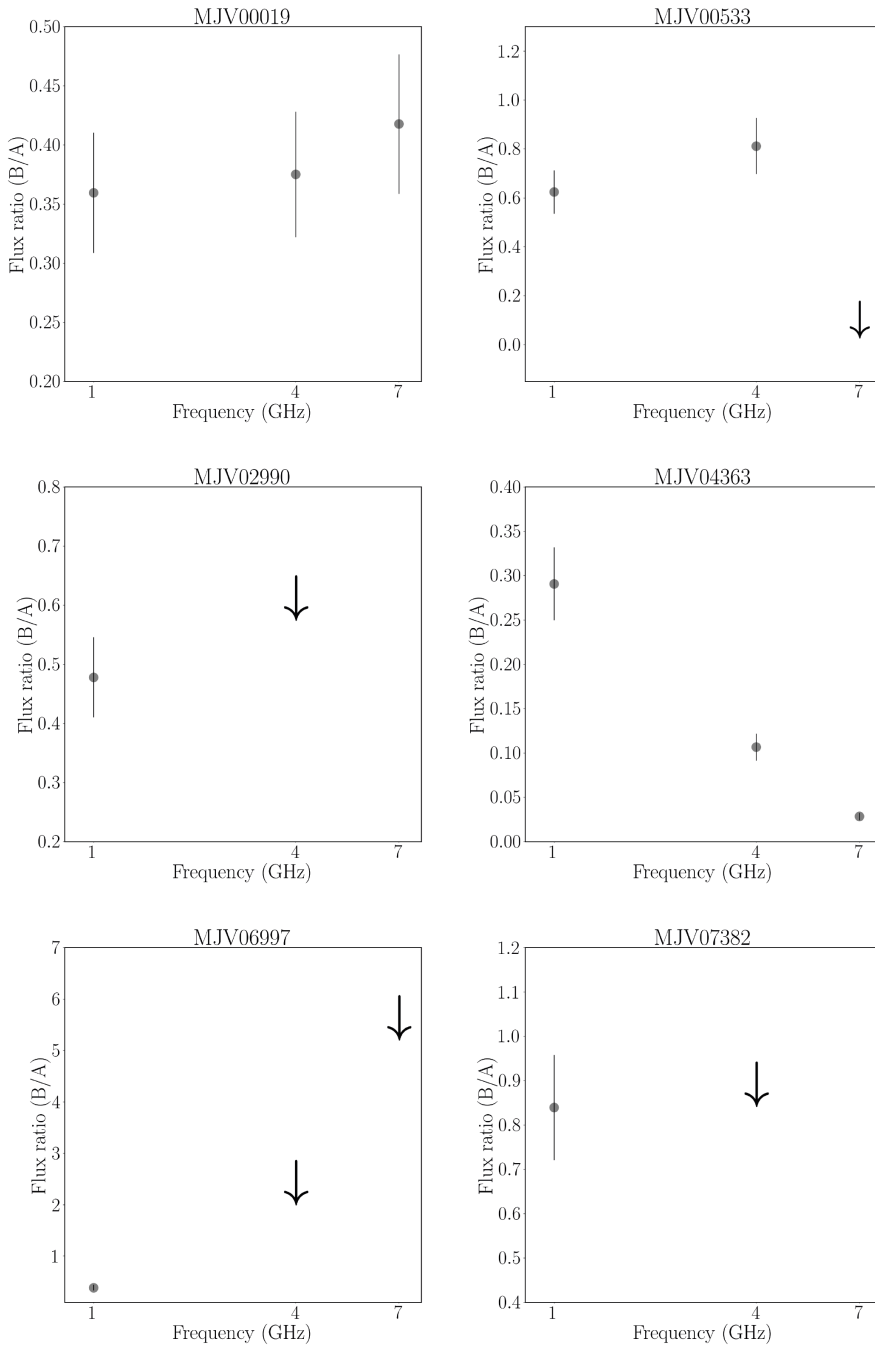 MJV00019
0.50
0.45
0.40
0.35
0.30
0.25
0.20
Flux ratio (B/A)
1 4 7
Frequency (GHz)
MJV00533
1.2
1.0
0.8
0.6
0.4
0.2
0.0
Flux ratio (B/A)
1 4 7
Frequency (GHz)
MJV02990
0.8
0.7
0.6
0.5
0.4
0.3
0.2
Flux ratio (B/A)
1 4 7
Frequency (GHz)
MJV04363
0.40
0.35
0.30
0.25
0.20
0.15
0.10
0.05
0.00
Flux ratio (B/A)
1 4 7
Frequency (GHz)
MJV06997
7
6
5
4
3
2
1
Flux ratio (B/A)
1 4 7
Frequency (GHz)
MJV07382
1.2
1.1
1.0
0.9
0.8
0.7
0.6
0.5
0.4
Flux ratio (B/A)
1 4 7
Frequency (GHz)